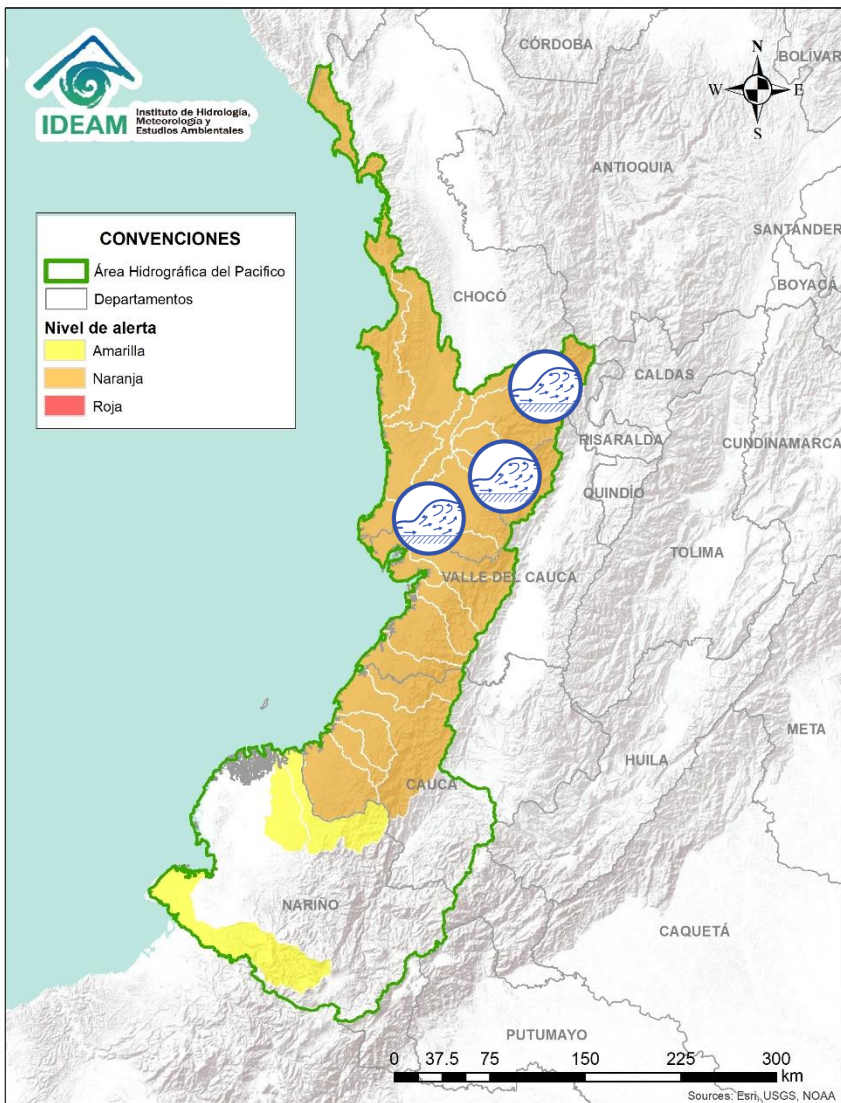 IDEAM
Instituto de Hidrología,
Meteorología y
Estudios Ambientales
CÓRDOBA
BOLÍVAR
N
W
E
S
ANTIOQUIA
SANTANDER
BOYACÁ
CONVENCIONES
Área Hidrográfica del Pacifico
Departamentos
Nivel de alerta
Amarilla
Naranja
Roja
CHOCÓ
CALDAS
RISARALDA
CUNDINAMARCA
QUINDÍO
TOLIMA
VALLE DEL CAUCA
META
HUILA
CAUCA
NARIÑO
CAQUETÁ
PUTUMAYO
0 37.5 75 150 225 300
km
Sources: Esri, USGS, NOAA